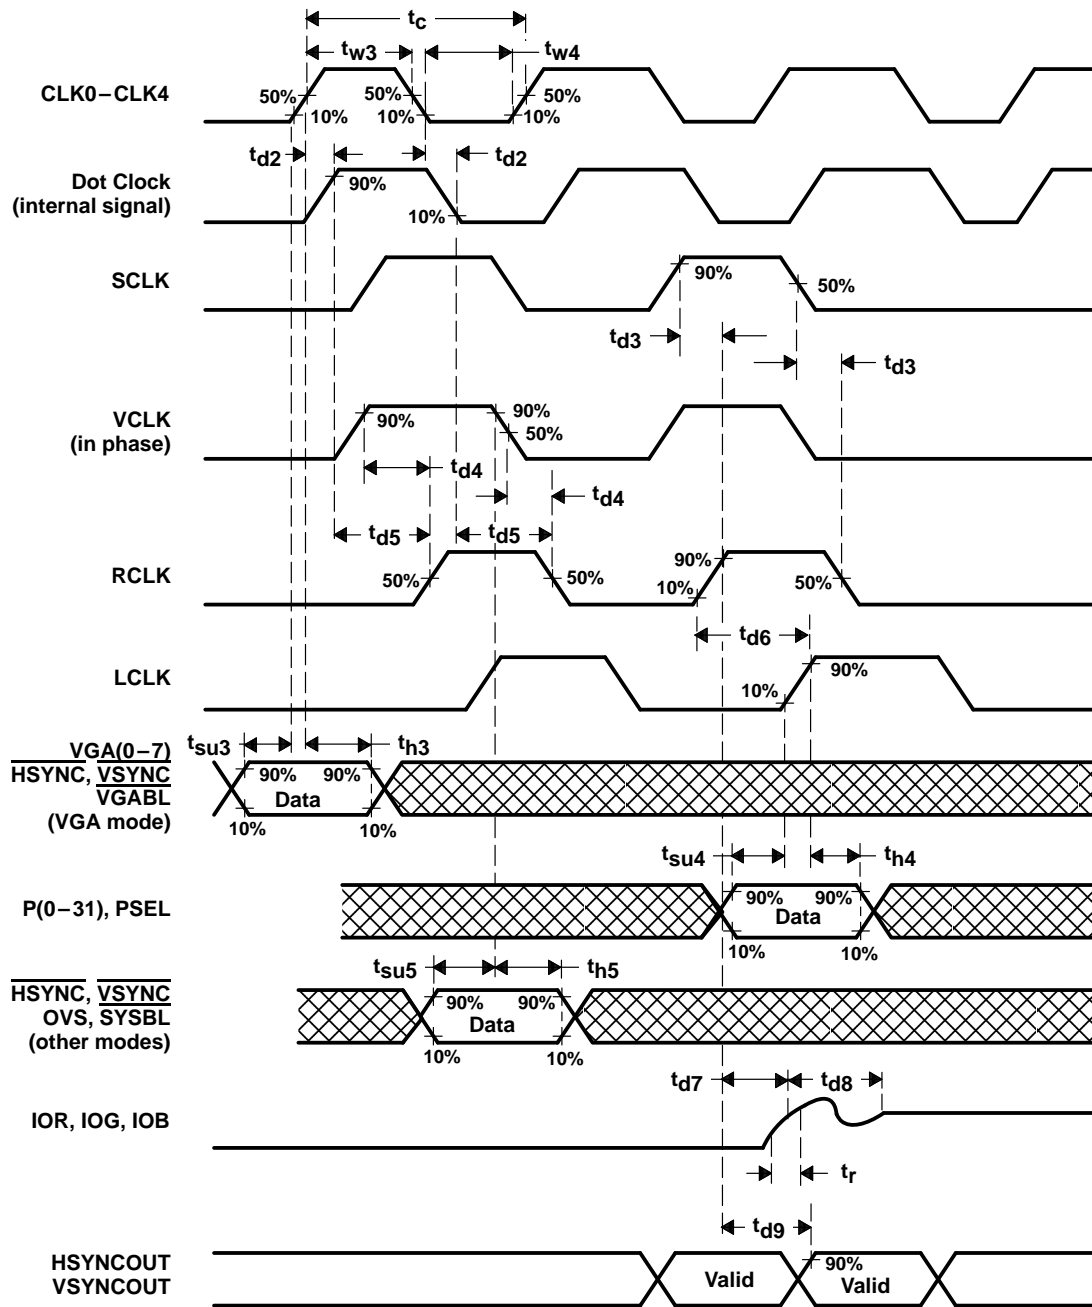 tc
tw3
tw4
CLK0–CLK4
50% 50% 50%
10% 10% 10%
td2 td2
Dot Clock
(internal signal)
90%
10%
SCLK
90%
50%
td3
td3
VCLK
(in phase)
90% 90%
50%
td4
td4
td5 td5
RCLK
50% 50% 90% 50%
10%
td6
LCLK
10% 90%
tsu3 th3
VGA(0–7)
HSYNC, VSYNC
VGABL
(VGA mode)
90% 90%
Data
10% 10%
tsu4 th4
P(0–31), PSEL
90% 90%
Data
10% 10%
tsu5 th5
HSYNC, VSYNC
OVS, SYSBL
(other modes)
90% 90%
Data
10% 10%
td7 td8
IOR, IOG, IOB
tr
td9
HSYNCOUT
VSYNCOUT
Valid
90%
Valid